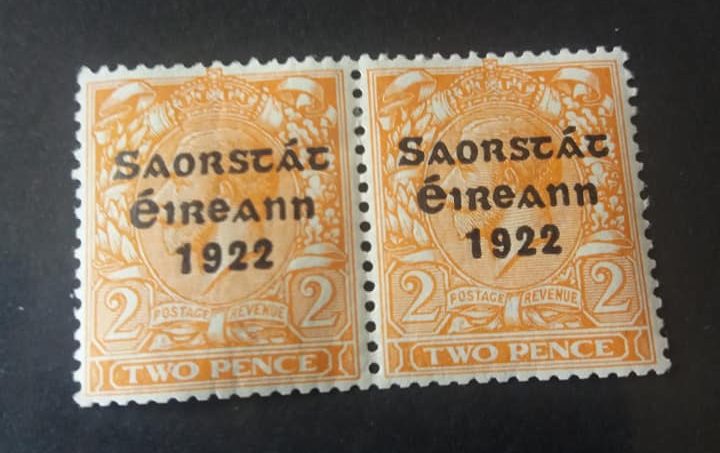 SAORSTÁT
ÉIREANN
1922
2 2
POSTAGE REVENUE
TWO PENCE
SAORSTÁT
ÉIREANN
1922
2 2
POSTAGE REVENUE
TWO PENCE